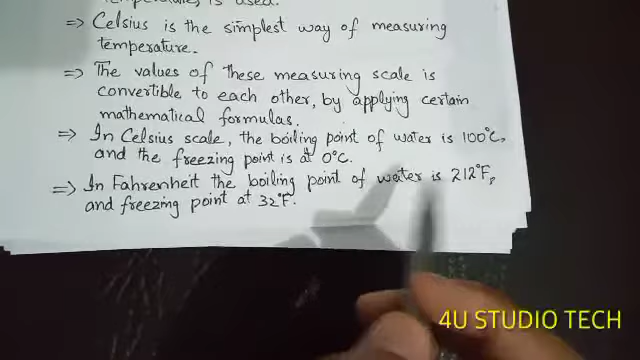 temperatures, is used.
⇒ Celsius is the simplest way of measuring
temperature.
⇒ The values of these measuring scale is
convertible to each other, by applying certain
mathematical formulas.
⇒ In Celsius scale, the boiling point of water is 100°C,
and the freezing point is at 0°C.
⇒ In Fahrenheit the boiling point of water is 212°F,
and freezing point at 32°F.
4U STUDIO TECH